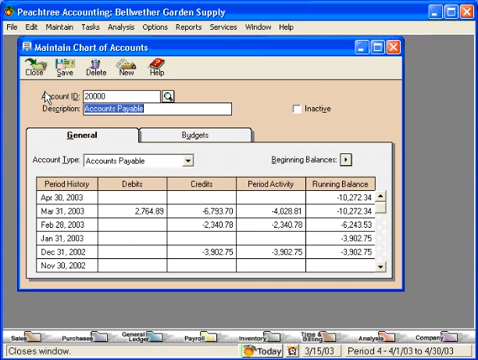 Peachtree Accounting: Bellwether Garden Supply
File Edit Maintain Tasks Analysis Options Reports Services Window Help
Maintain Chart of Accounts
Close Save Delete New Help
Account ID: 20000
Description: Accounts Payable Inactive
General Budgets
Account Type: Accounts Payable Beginning Balances:
Period History Debits Credits Period Activity Running Balance
Apr 30, 2003 -10,272.34
Mar 31, 2003 2,764.89 -6,793.70 -4,028.81 -10,272.34
Feb 28, 2003 -2,340.78 -2,340.78 -6,243.53
Jan 31, 2003 -3,902.75
Dec 31, 2002 -3,902.75 -3,902.75 -3,902.75
Nov 30, 2002
Sales Purchases General Ledger Payroll Inventory Time & Billing Analysis Company
Closes window. Today 3/15/03 Period 4 - 4/1/03 to 4/30/03